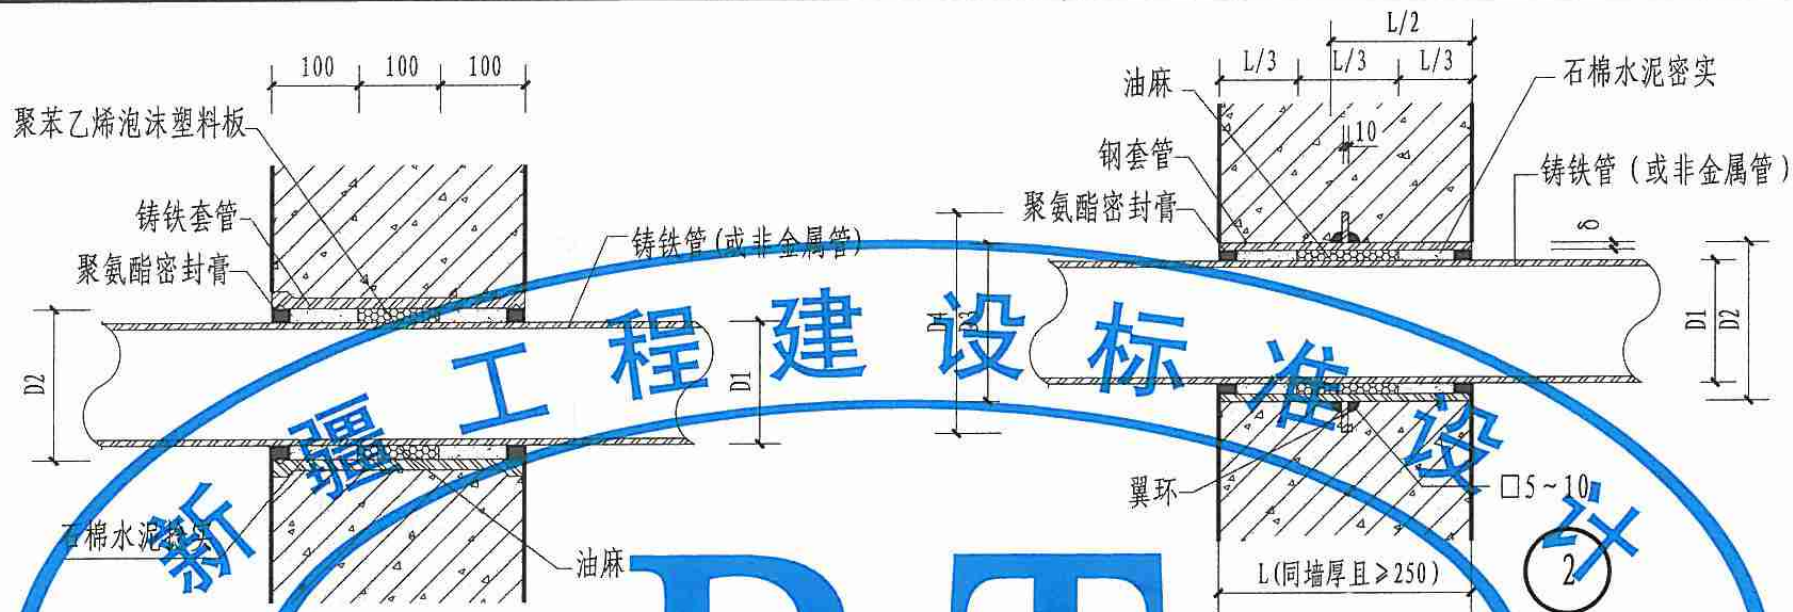 100 100 100
聚苯乙烯泡沫塑料板
铸铁套管
聚氨酯密封膏
铸铁管(或非金属管)
D2
D1
石棉水泥捻实
油麻
L/2
L/3 L/3 L/3
油麻
石棉水泥密实
10
钢套管
铸铁管(或非金属管)
聚氨酯密封膏
δ
D4
D3
D1
D2
翼环
□5~10
L(同墙厚且≥250)
2
新疆工程建设标准设计